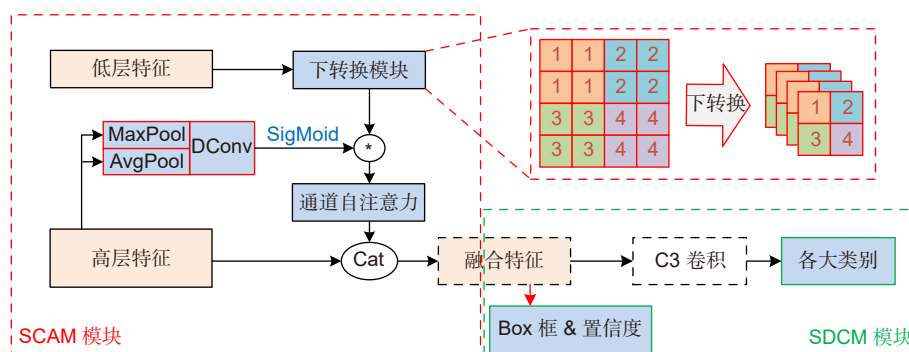 低层特征
下转换模块
1 1 2 2
1 1 2 2
3 3 4 4
3 3 4 4
下转换
1 2
3 4
MaxPool
AvgPool
DConv
SigMoid
*
通道自注意力
高层特征
Cat
融合特征
C3 卷积
各大类别
Box 框 & 置信度
SCAM 模块
SDCM 模块